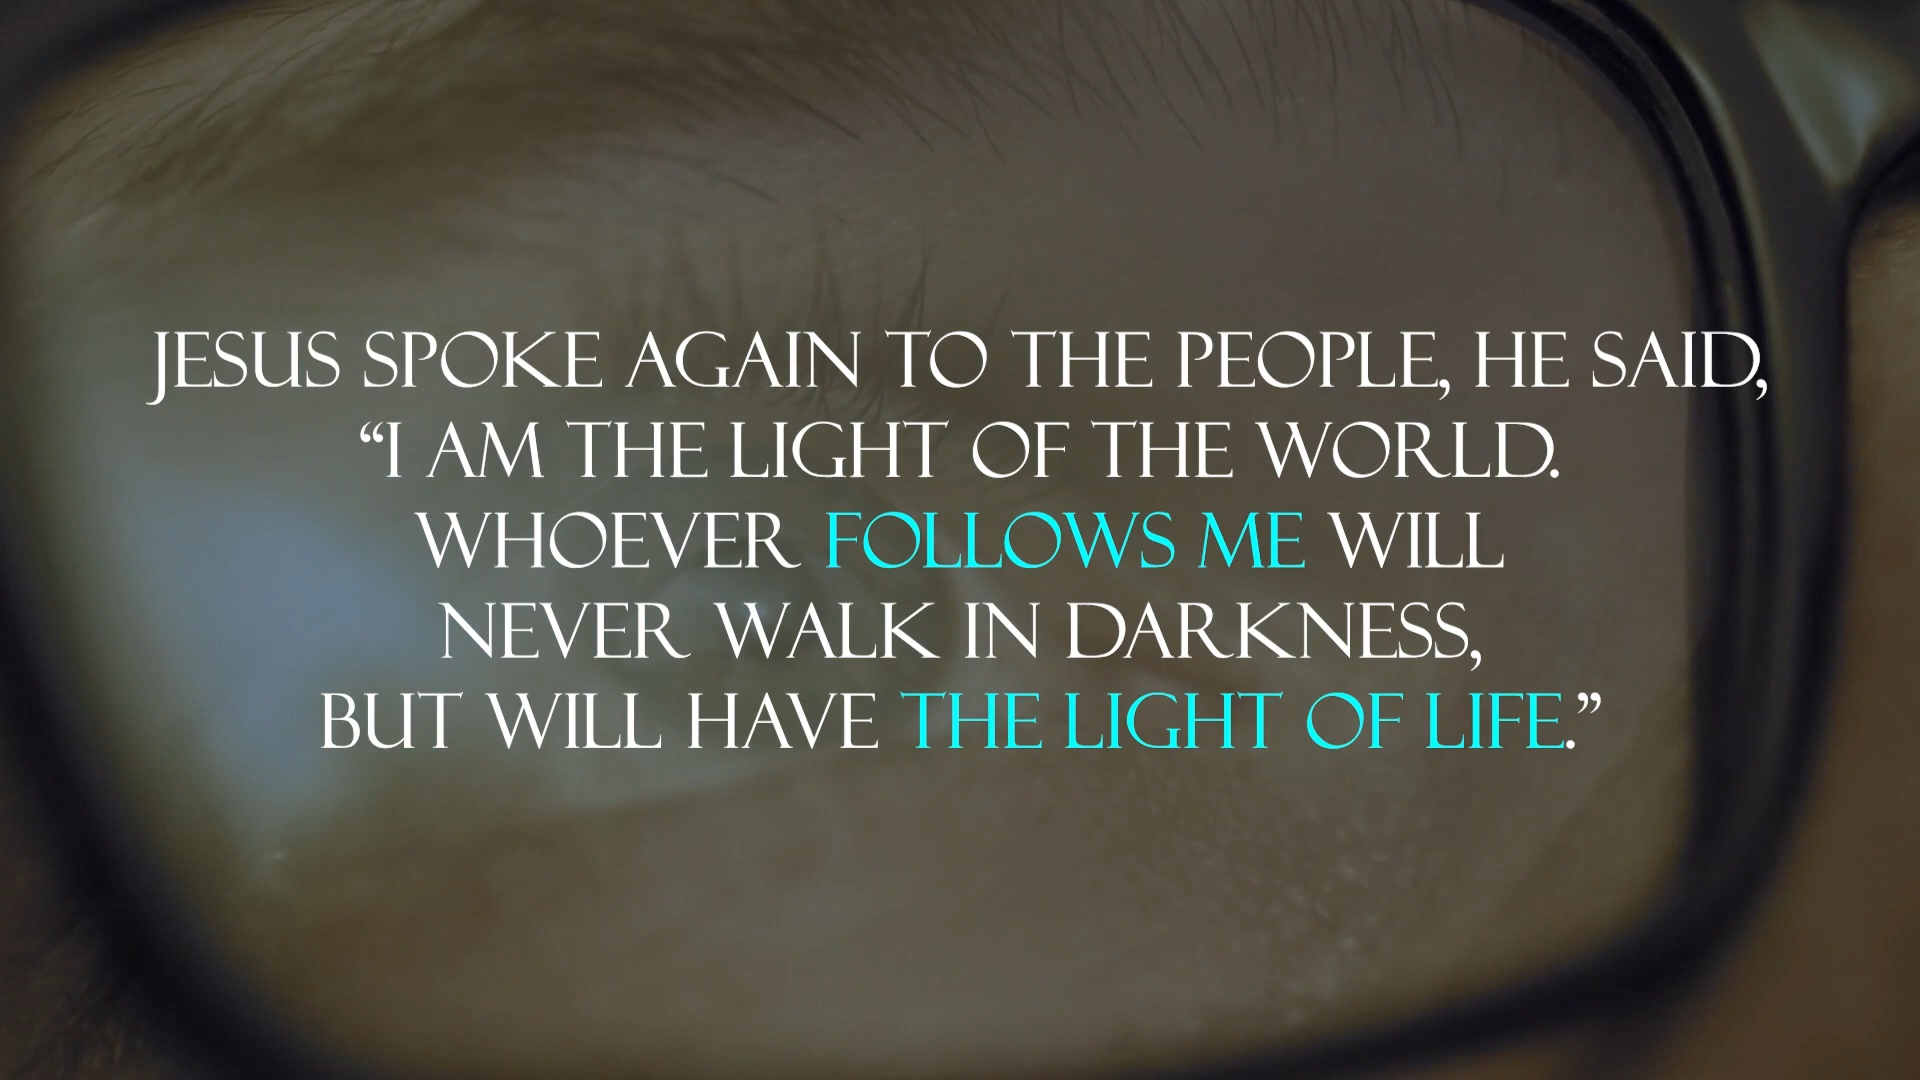 JESUS SPOKE AGAIN TO THE PEOPLE, HE SAID,
“I AM THE LIGHT OF THE WORLD.
WHOEVER FOLLOWS ME WILL
NEVER WALK IN DARKNESS,
BUT WILL HAVE THE LIGHT OF LIFE.”